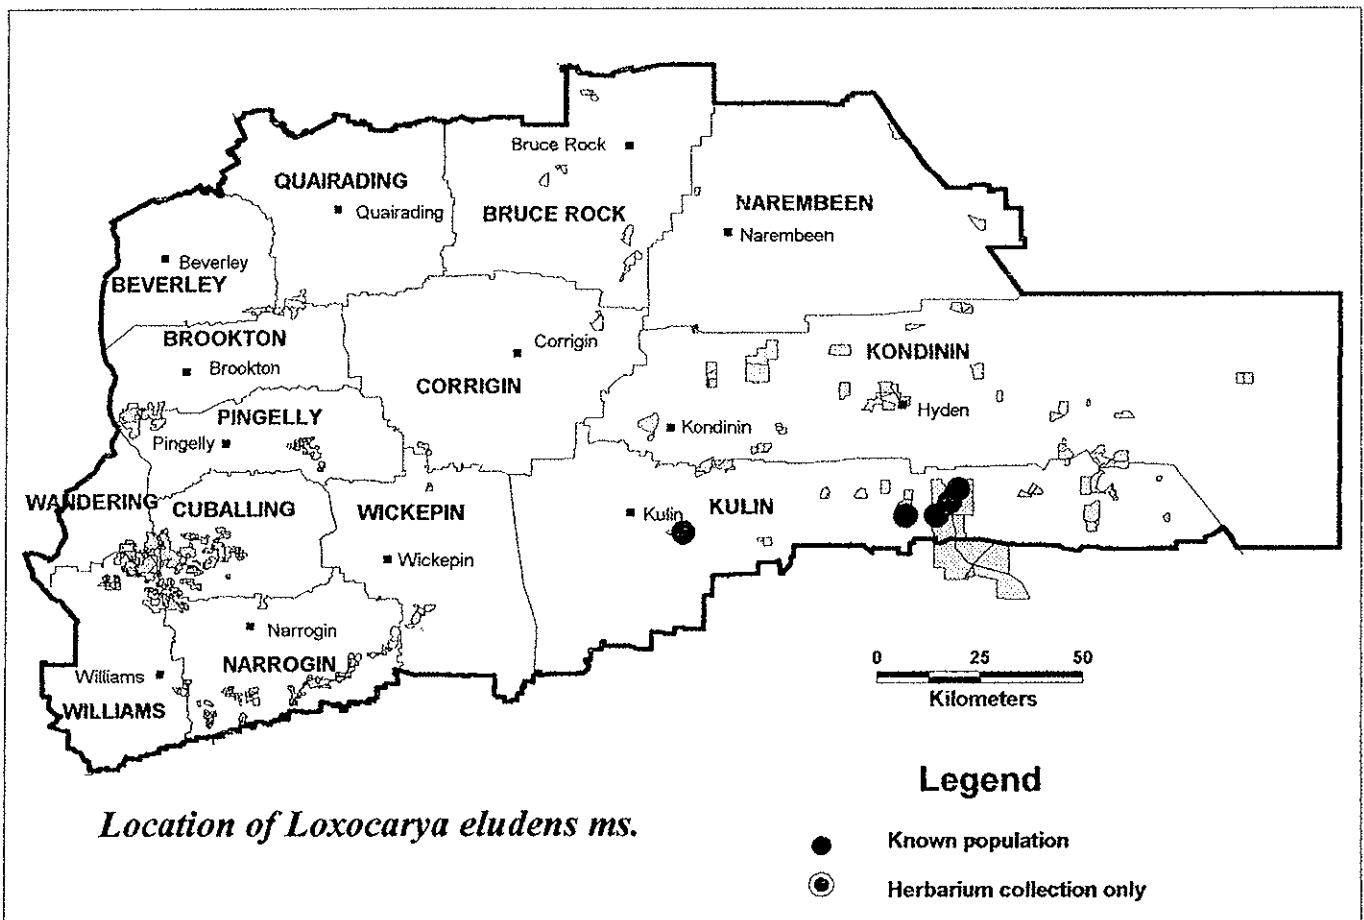 Bruce Rock
QUAIRADING
Quairading
BRUCE ROCK
NAREMBEEN
Narembeen
Beverley
BEVERLEY
BROOKTON
Brookton
Corrigin
CORRIGIN
KONDININ
Hyden
PINGELLY
Pingelly
Kondinin
WANDERING
CUBALLING
WICKEPIN
Wickepin
Kulin
KULIN
Narrogin
NARROGIN
Williams
WILLIAMS
0 25 50
Kilometers
Legend
Location of Loxocarya eludens ms.
Known population
Herbarium collection only